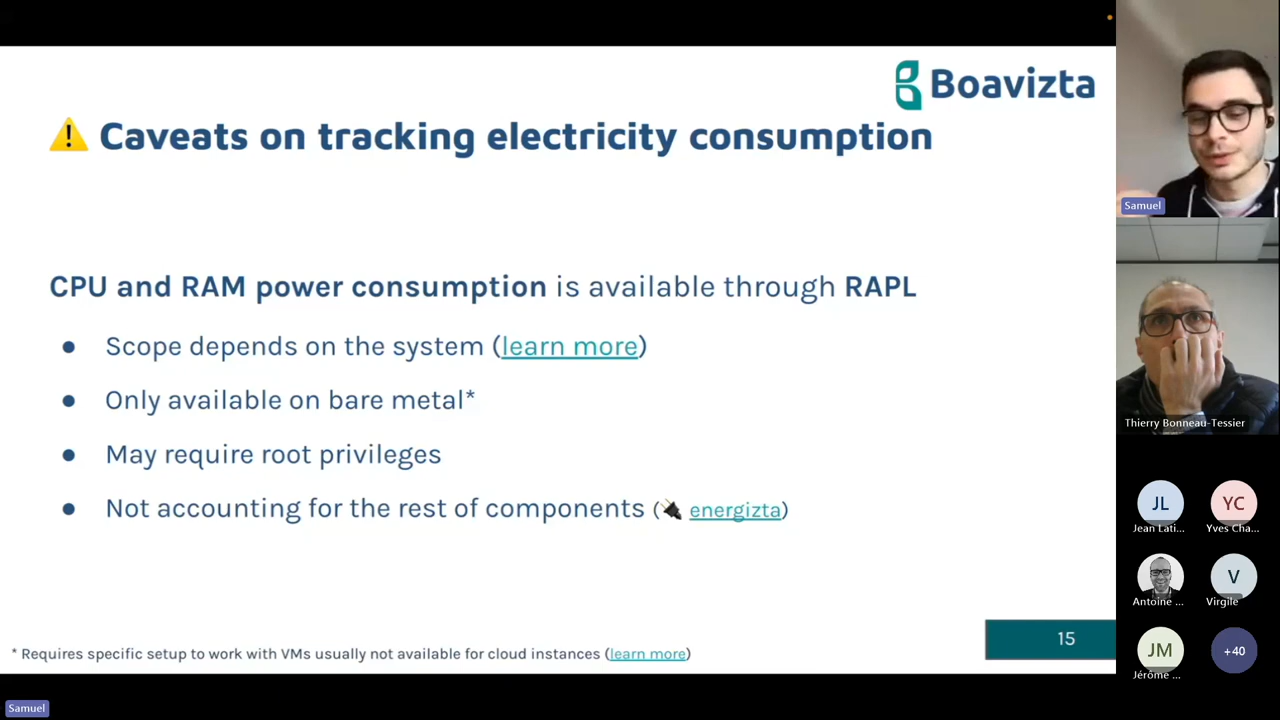 Boavizta
⚠ Caveats on tracking electricity consumption
CPU and RAM power consumption is available through RAPL
● Scope depends on the system (learn more)
● Only available on bare metal*
● May require root privileges
● Not accounting for the rest of components (🔌 energizta)
* Requires specific setup to work with VMs usually not available for cloud instances (learn more)
15
Samuel
Thierry Bonneau-Tessier
JL
YC
Jean Lati...
Yves Cha...
V
Antoine ...
Virgile
JM
+40
Jérôme ...
Samuel